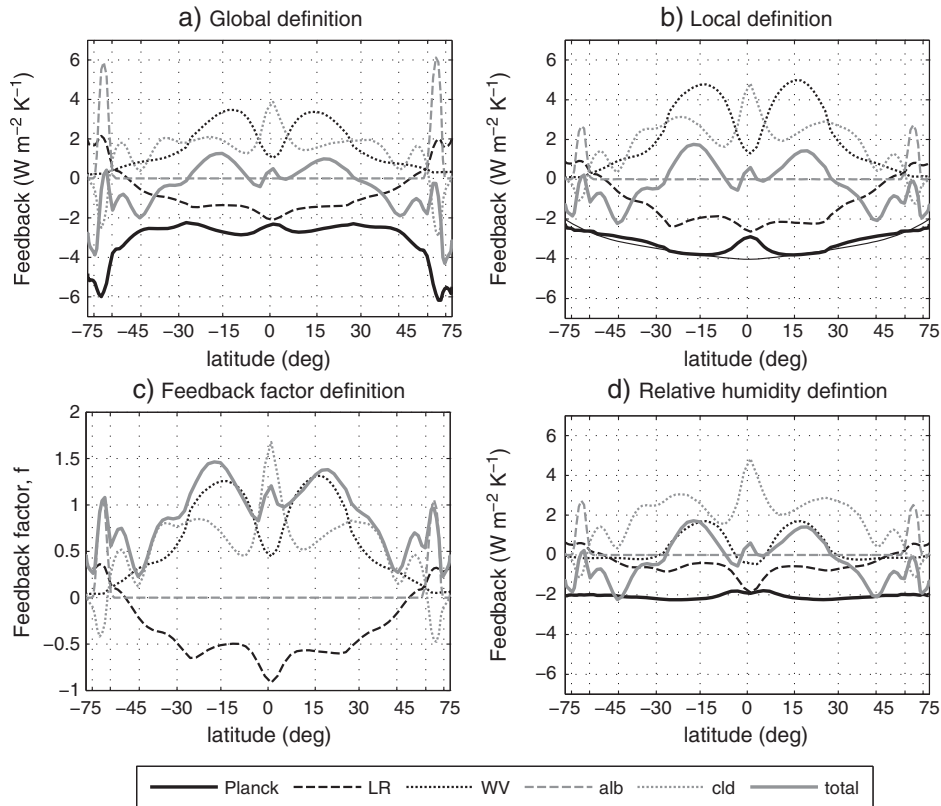 a) Global definition
Feedback (W m−2 K−1)
6
4
2
0
−2
−4
−6
−75 −60 −45 −30 −15 0 15 30 45 60 75
latitude (deg)
b) Local definition
Feedback (W m−2 K−1)
6
4
2
0
−2
−4
−6
−75 −45 −30 −15 0 15 30 45 75
latitude (deg)
c) Feedback factor definition
Feedback factor, f
2
1.5
1
0.5
0
−0.5
−1
−75 −45 −30 −15 0 15 30 45 75
latitude (deg)
d) Relative humidity defintion
Feedback (W m−2 K−1)
6
4
2
0
−2
−4
−6
−75 −45 −30 −15 0 15 30 45 75
latitude (deg)
Planck LR WV alb cld total